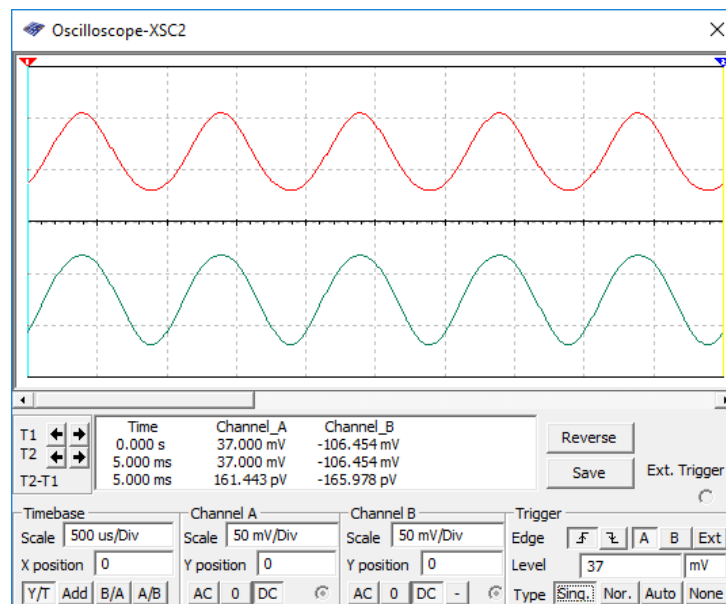 Oscilloscope-XSC2
1 2
Time Channel_A Channel_B
T1 0.000 s 37.000 mV -106.454 mV
T2 5.000 ms 37.000 mV -106.454 mV
T2-T1 5.000 ms 161.443 pV -165.978 pV
Reverse
Save
Ext. Trigger
Timebase
Scale 500 us/Div
X position 0
Y/T Add B/A A/B
Channel A
Scale 50 mV/Div
Y position 0
AC 0 DC
Channel B
Scale 50 mV/Div
Y position 0
AC 0 DC -
Trigger
Edge A B Ext
Level 37 mV
Type Sing. Nor. Auto None